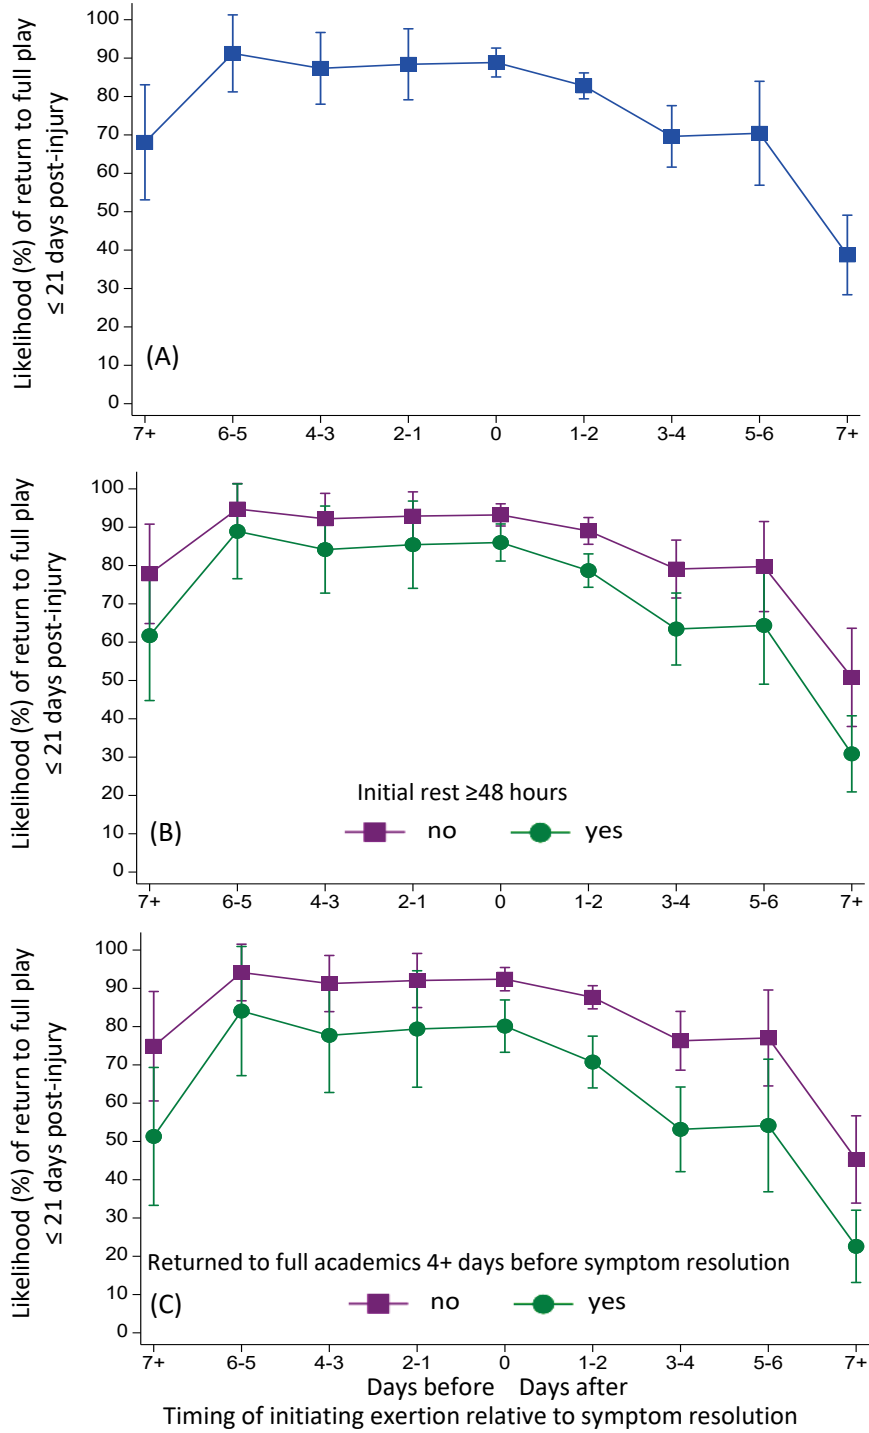 Likelihood (%) of return to full play
≤ 21 days post-injury
100
90
80
70
60
50
40
30
20
10
0
(A)
7+ 6-5 4-3 2-1 0 1-2 3-4 5-6 7+
Likelihood (%) of return to full play
≤ 21 days post-injury
100
90
80
70
60
50
40
30
20
10
0
Initial rest ≥48 hours
(B) no yes
7+ 6-5 4-3 2-1 0 1-2 3-4 5-6 7+
Likelihood (%) of return to full play
≤ 21 days post-injury
100
90
80
70
60
50
40
30
20
10
0
Returned to full academics 4+ days before symptom resolution
(C) no yes
7+ 6-5 4-3 2-1 0 1-2 3-4 5-6 7+
Days before Days after
Timing of initiating exertion relative to symptom resolution